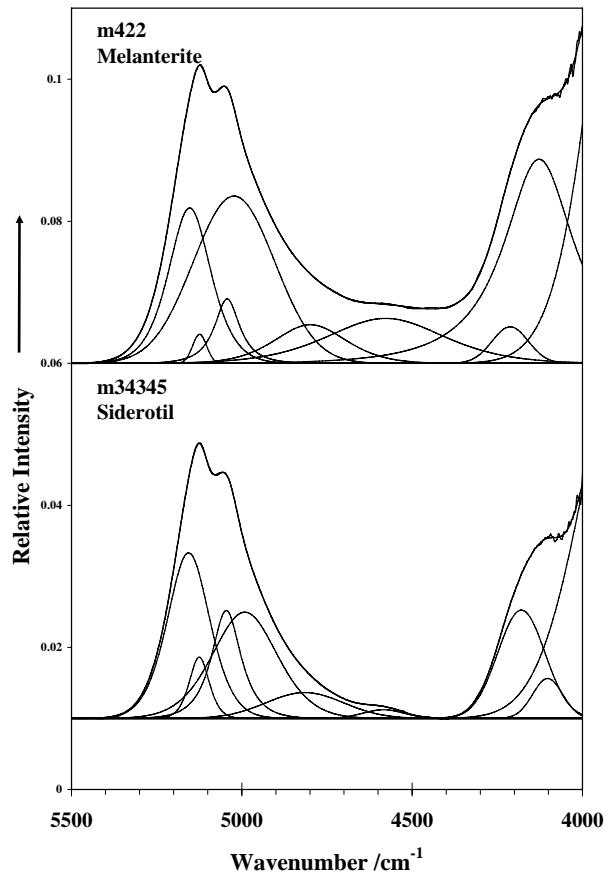 m422
Melanterite
0.1
0.08
0.06
m34345
Siderotil
0.04
0.02
0
Relative Intensity
5500 5000 4500 4000
Wavenumber /cm⁻¹